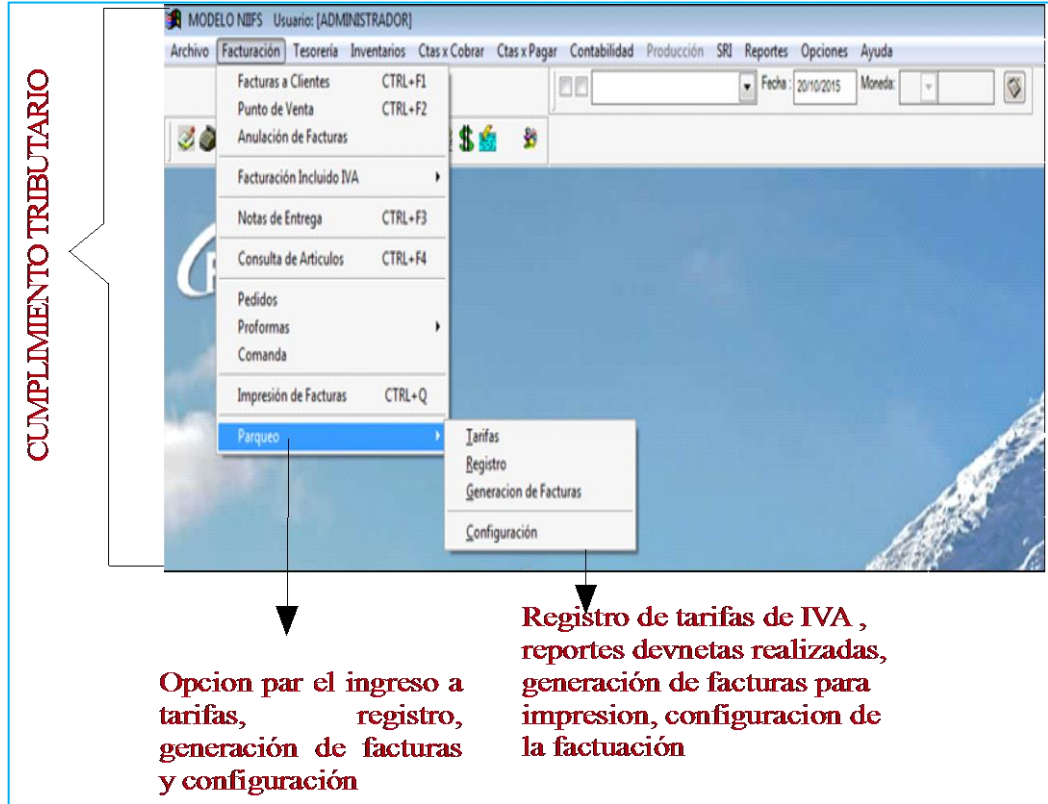 MODELO NIIFS Usuario: [ADMINISTRADOR]
Archivo Facturación Tesorería Inventarios Ctas x Cobrar Ctas x Pagar Contabilidad Producción SRI Reportes Opciones Ayuda
Fecha : 20/10/2015 Moneda:
Facturas a Clientes CTRL+F1
Punto de Venta CTRL+F2
Anulación de Facturas
Facturación Incluido IVA
Notas de Entrega CTRL+F3
Consulta de Articulos CTRL+F4
Pedidos
Proformas
Comanda
Impresión de Facturas CTRL+Q
Parqueo
Tarifas
Registro
Generacion de Facturas
Configuración
CUMPLIMIENTO TRIBUTARIO
Opcion par el ingreso a
tarifas, registro,
generación de facturas
y configuración
Registro de tarifas de IVA ,
reportes devnetas realizadas,
generación de facturas para
impresion, configuracion de
la factuación